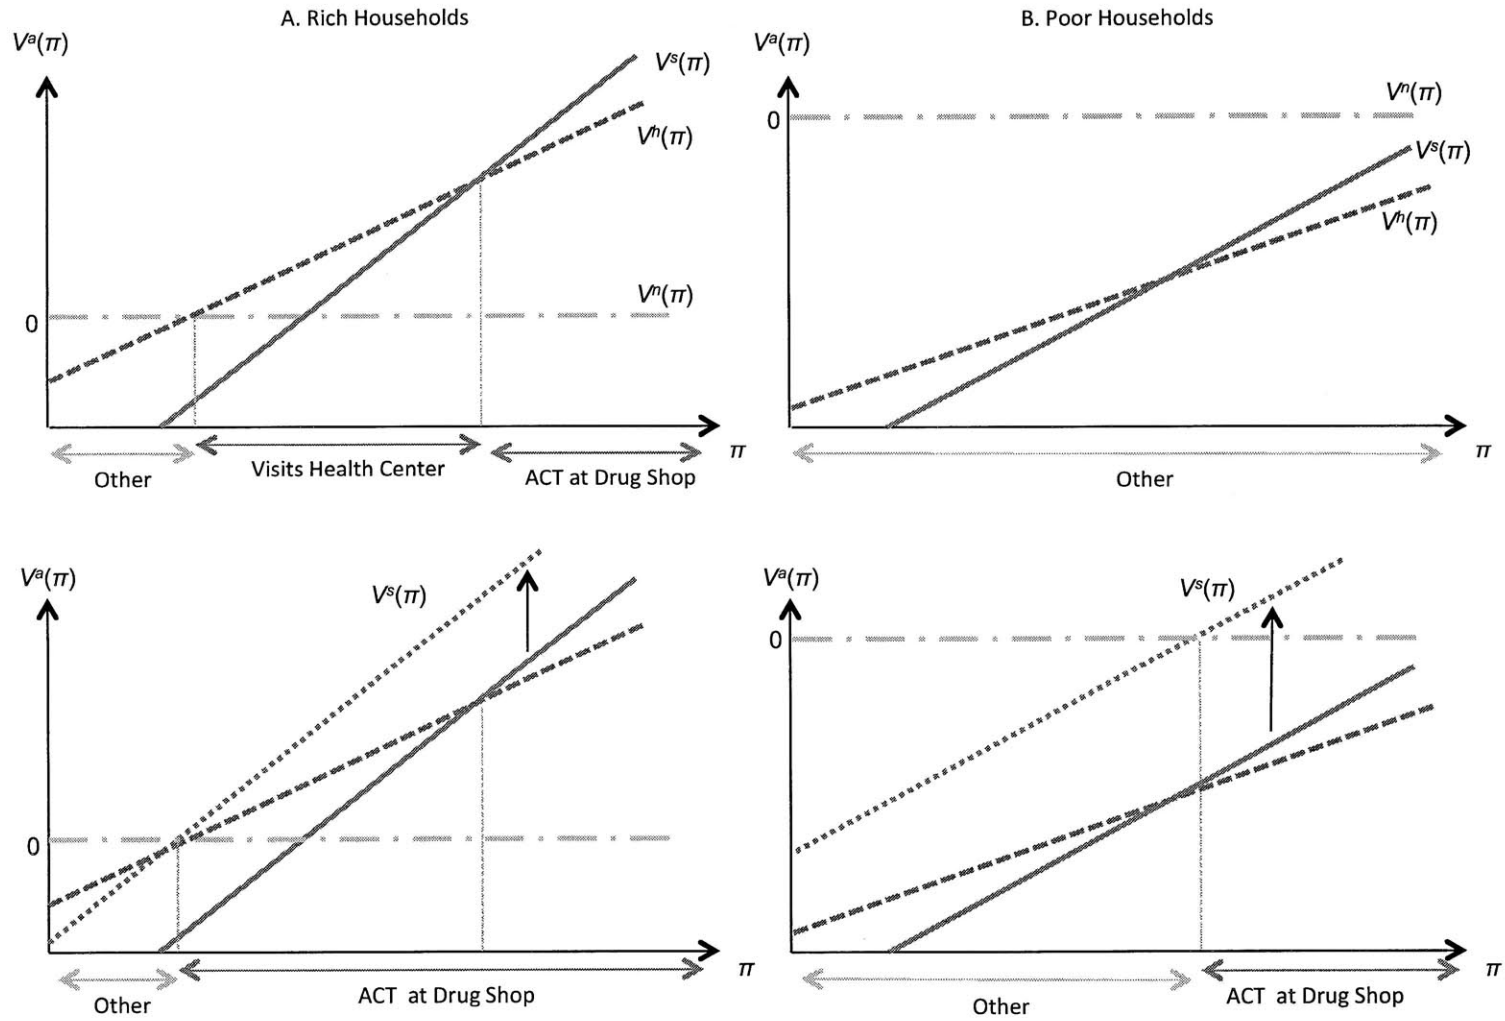 A. Rich Households
Vᵃ(π)
Vˢ(π)
Vʰ(π)
Vⁿ(π)
0
π
Other
Visits Health Center
ACT at Drug Shop
B. Poor Households
Vᵃ(π)
Vⁿ(π)
0
Vˢ(π)
Vʰ(π)
π
Other
Vᵃ(π)
Vˢ(π)
0
π
Other
ACT at Drug Shop
Vᵃ(π)
Vˢ(π)
0
π
Other
ACT at Drug Shop